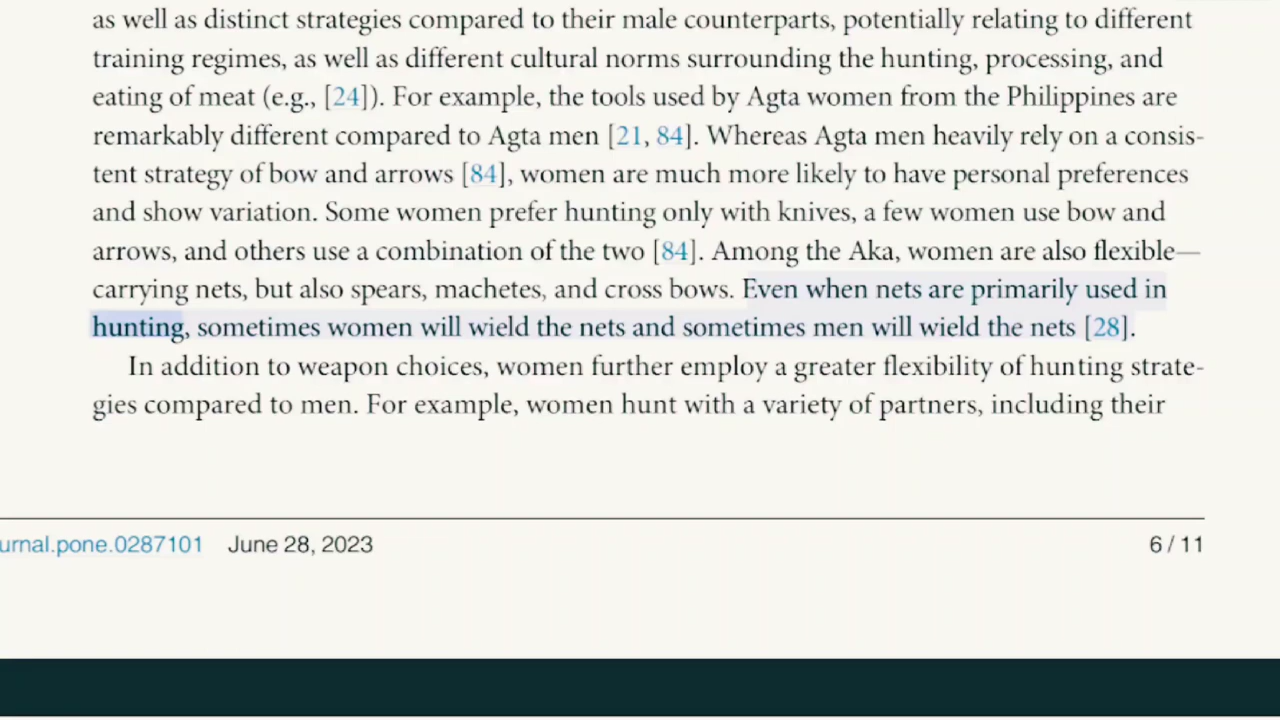 as well as distinct strategies compared to their male counterparts, potentially relating to different
training regimes, as well as different cultural norms surrounding the hunting, processing, and
eating of meat (e.g., [24]). For example, the tools used by Agta women from the Philippines are
remarkably different compared to Agta men [21, 84]. Whereas Agta men heavily rely on a consis-
tent strategy of bow and arrows [84], women are much more likely to have personal preferences
and show variation. Some women prefer hunting only with knives, a few women use bow and
arrows, and others use a combination of the two [84]. Among the Aka, women are also flexible—
carrying nets, but also spears, machetes, and cross bows. Even when nets are primarily used in
hunting, sometimes women will wield the nets and sometimes men will wield the nets [28].
In addition to weapon choices, women further employ a greater flexibility of hunting strate-
gies compared to men. For example, women hunt with a variety of partners, including their
urnal.pone.0287101 June 28, 2023 6 / 11